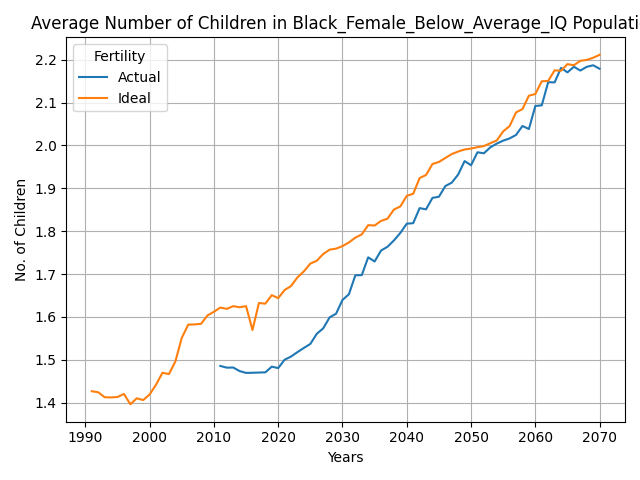 Average Number of Children in Black_Female_Below_Average_IQ Populati
Fertility
Actual
Ideal
No. of Children
2.2
2.1
2.0
1.9
1.8
1.7
1.6
1.5
1.4
1990 2000 2010 2020 2030 2040 2050 2060 2070
Years